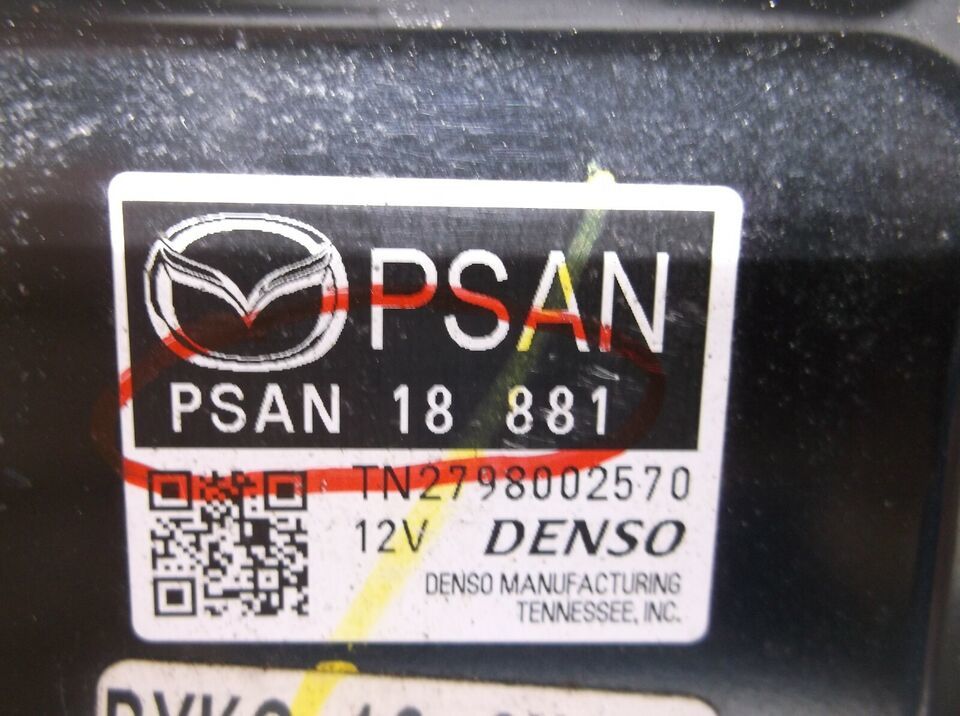 PSAN
PSAN 18 881
TN2798002570
12V DENSO
DENSO MANUFACTURING
TENNESSEE, INC.